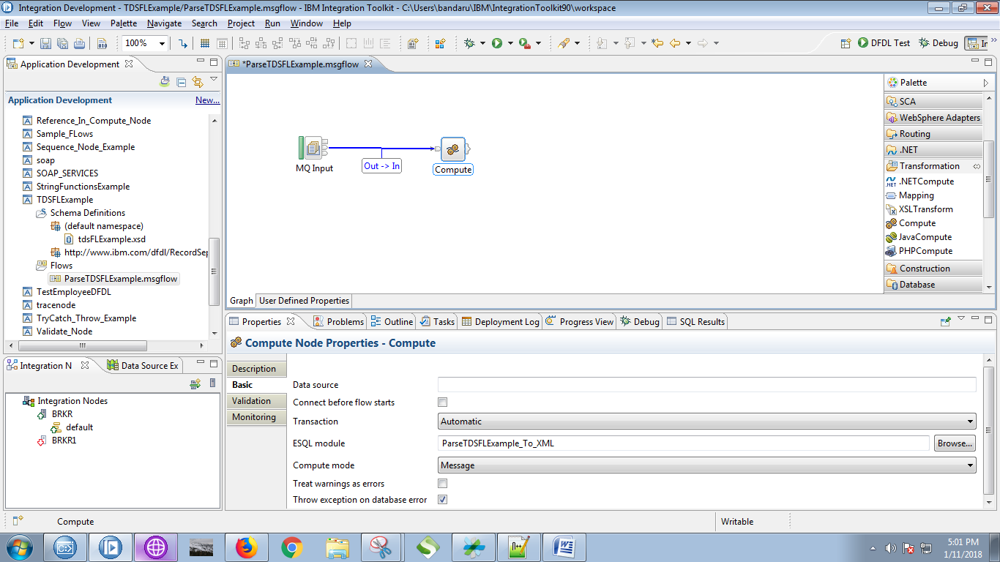 Integration Development - TDSFLExample/ParseTDSFLExample.msgflow - IBM Integration Toolkit - C:\Users\bandaru\IBM\IntegrationToolkit90\workspace
File Edit Flow View Palette Navigate Search Project Run Window Help
100%
DFDL Test
Debug
In
Application Development
Application Development
New...
Reference_In_Compute_Node
Sample_FLows
Sequence_Node_Example
soap
SOAP_SERVICES
StringFunctionsExample
TDSFLExample
Schema Definitions
(default namespace)
tdsFLExample.xsd
http://www.ibm.com/dfdl/RecordSep
Flows
ParseTDSFLExample.msgflow
TestEmployeeDFDL
tracenode
TryCatch_Throw_Example
Validate_Node
Integration N
Data Source Ex
Integration Nodes
BRKR
default
BRKR1
*ParseTDSFLExample.msgflow
MQ Input
Out -> In
Compute
Graph
User Defined Properties
Palette
SCA
WebSphere Adapters
Routing
.NET
Transformation
.NET
.NETCompute
Mapping
XSLTransform
Compute
JavaCompute
PHPCompute
Construction
Database
Properties
Problems
Outline
Tasks
Deployment Log
Progress View
Debug
SQL Results
Compute Node Properties - Compute
Description
Basic
Validation
Monitoring
Data source
Connect before flow starts
Transaction
Automatic
ESQL module
ParseTDSFLExample_To_XML
Browse...
Compute mode
Message
Treat warnings as errors
Throw exception on database error
Compute
Writable
5:01 PM
1/11/2018